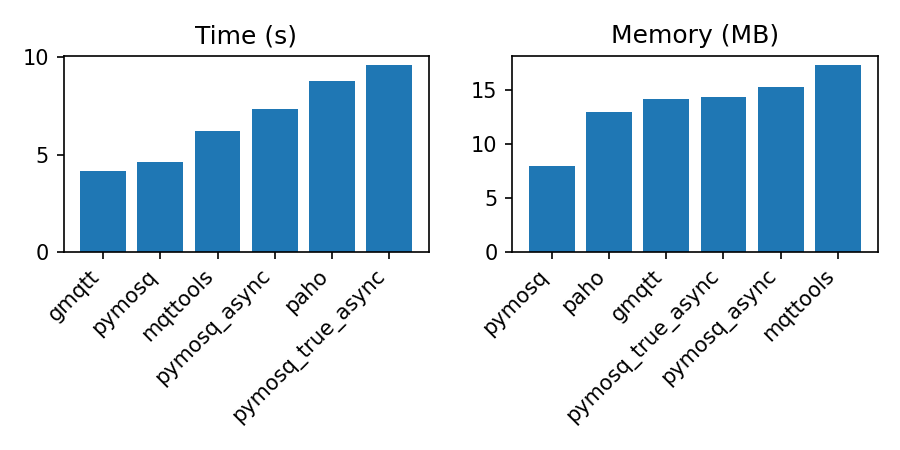 Time (s)
10
5
0
gmqtt
pymosq
mqttools
pymosq_async
paho
pymosq_true_async
Memory (MB)
15
10
5
0
pymosq
paho
gmqtt
pymosq_true_async
pymosq_async
mqttools